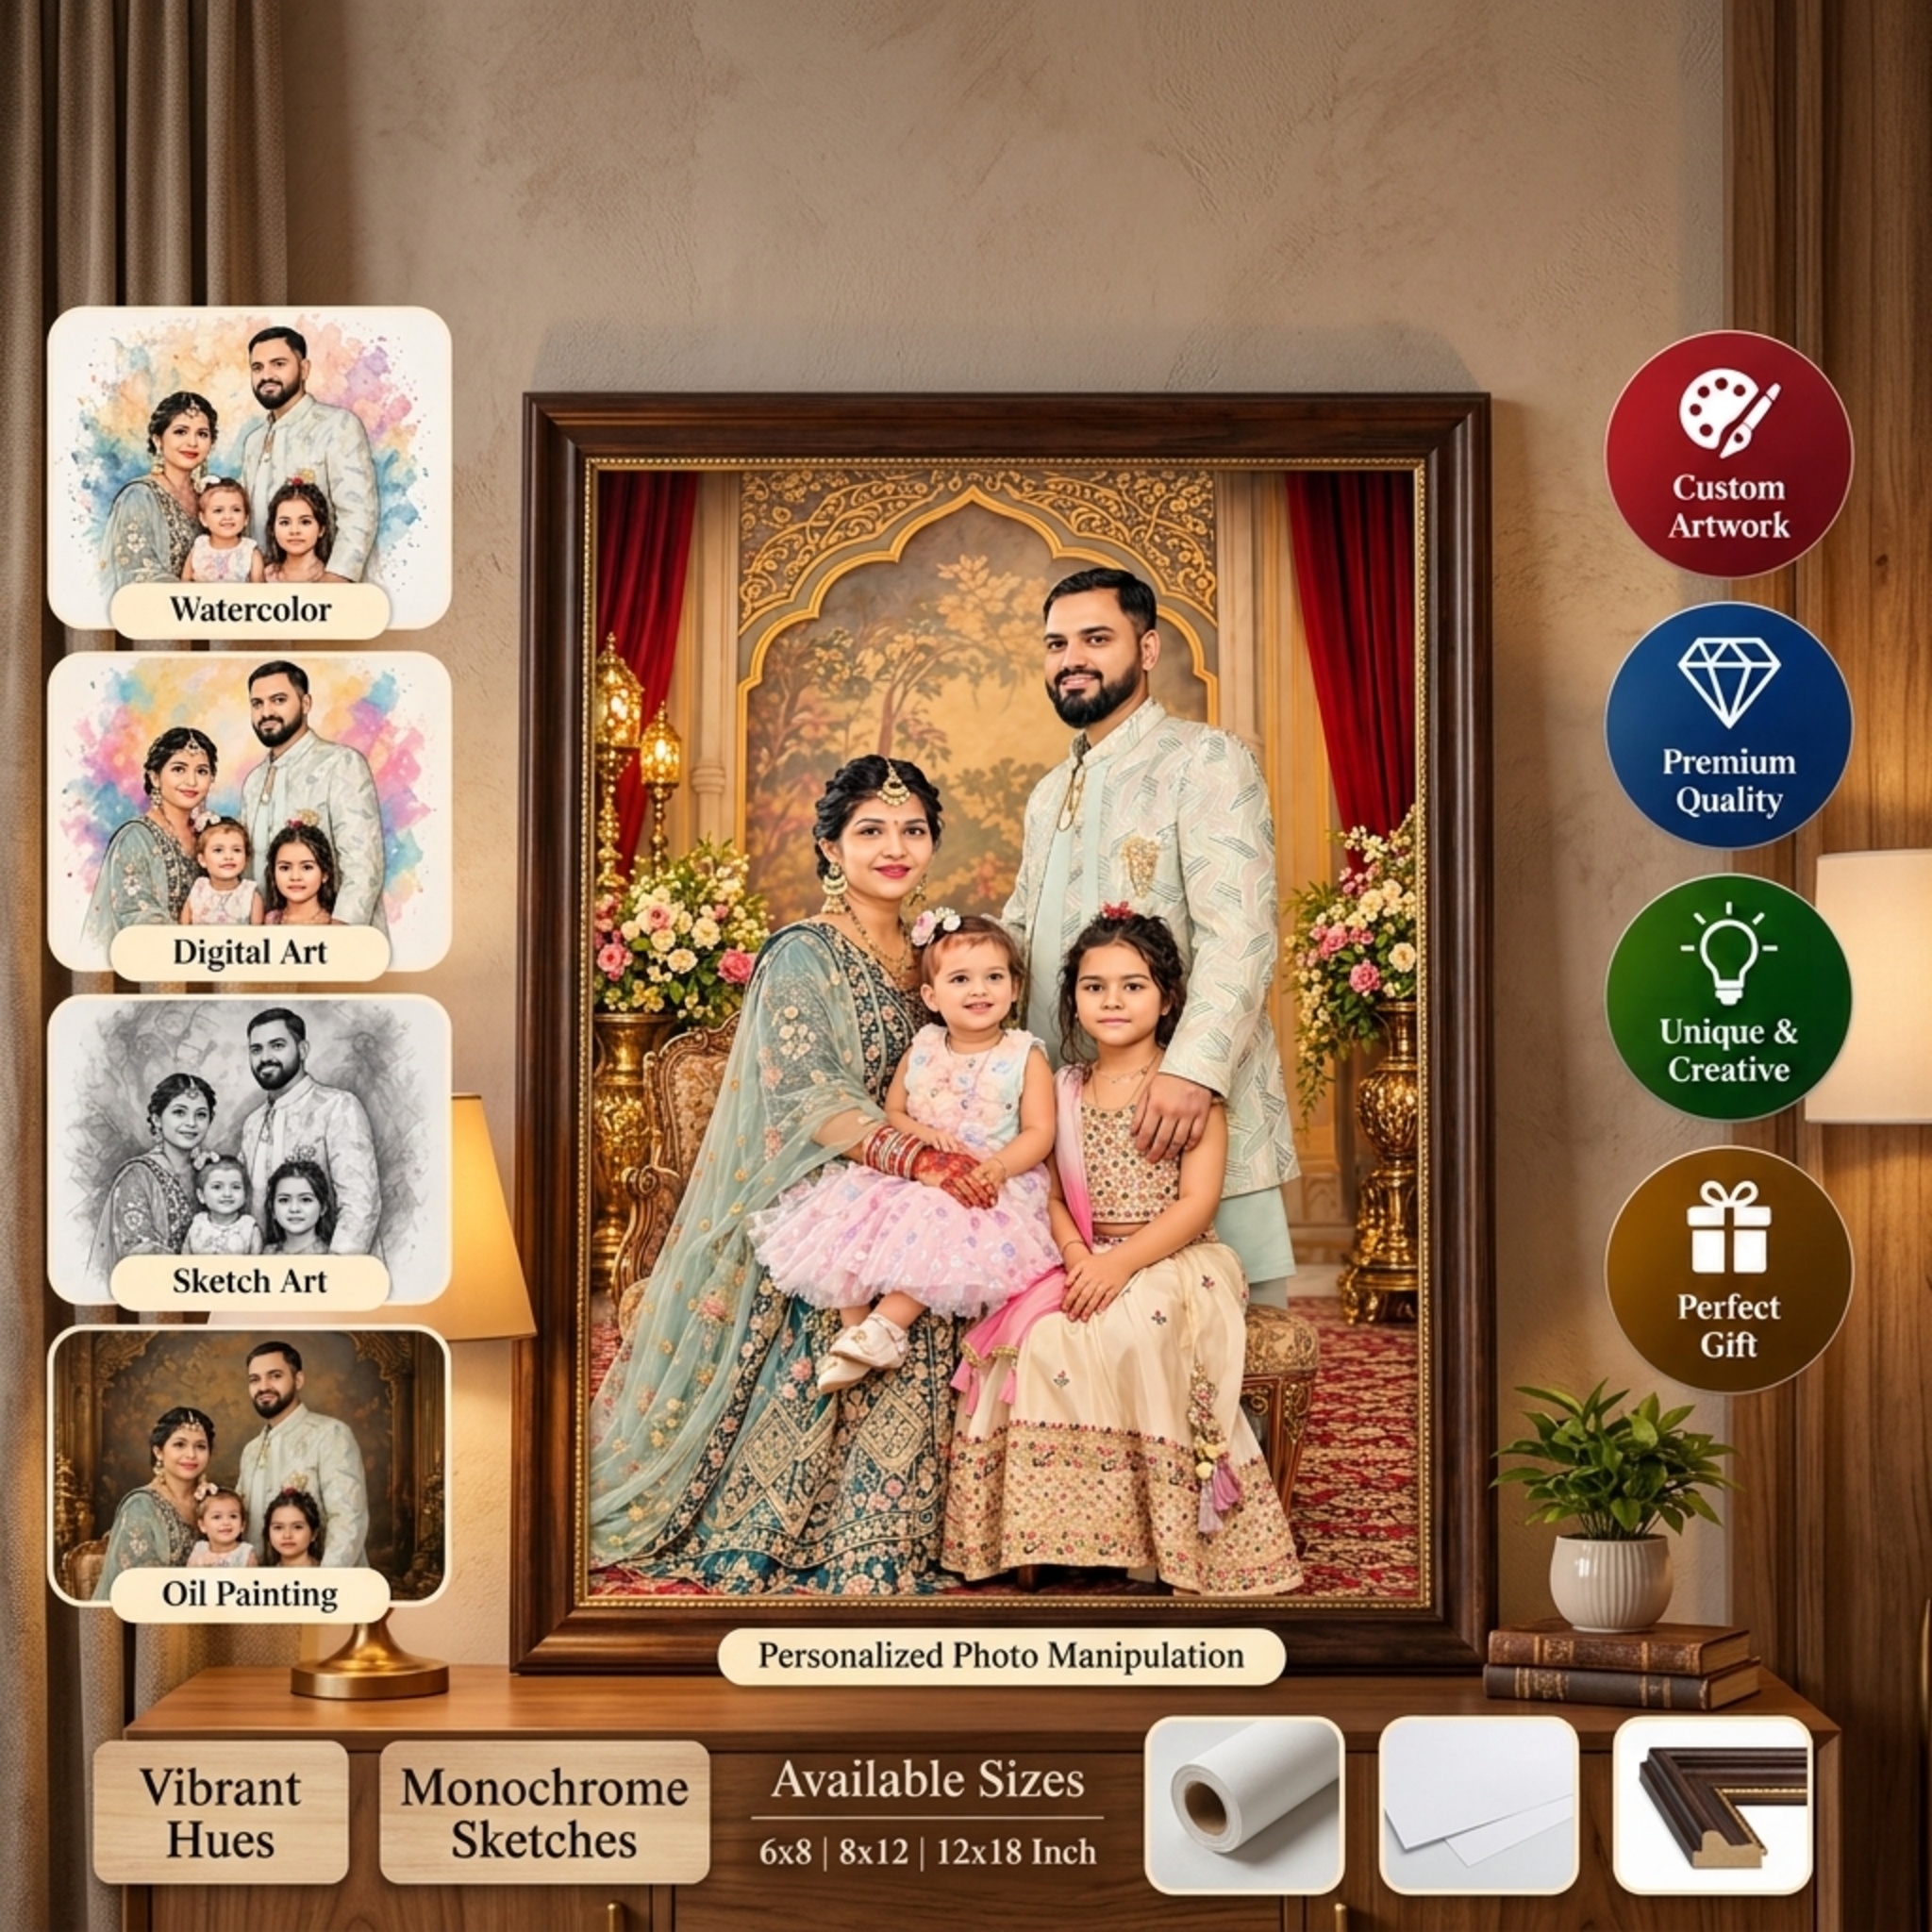 Watercolor
Digital Art
Sketch Art
Oil Painting
Custom
Artwork
Premium
Quality
Unique &
Creative
Perfect
Gift
Personalized Photo Manipulation
Vibrant
Hues
Monochrome
Sketches
Available Sizes
6x8 | 8x12 | 12x18 Inch